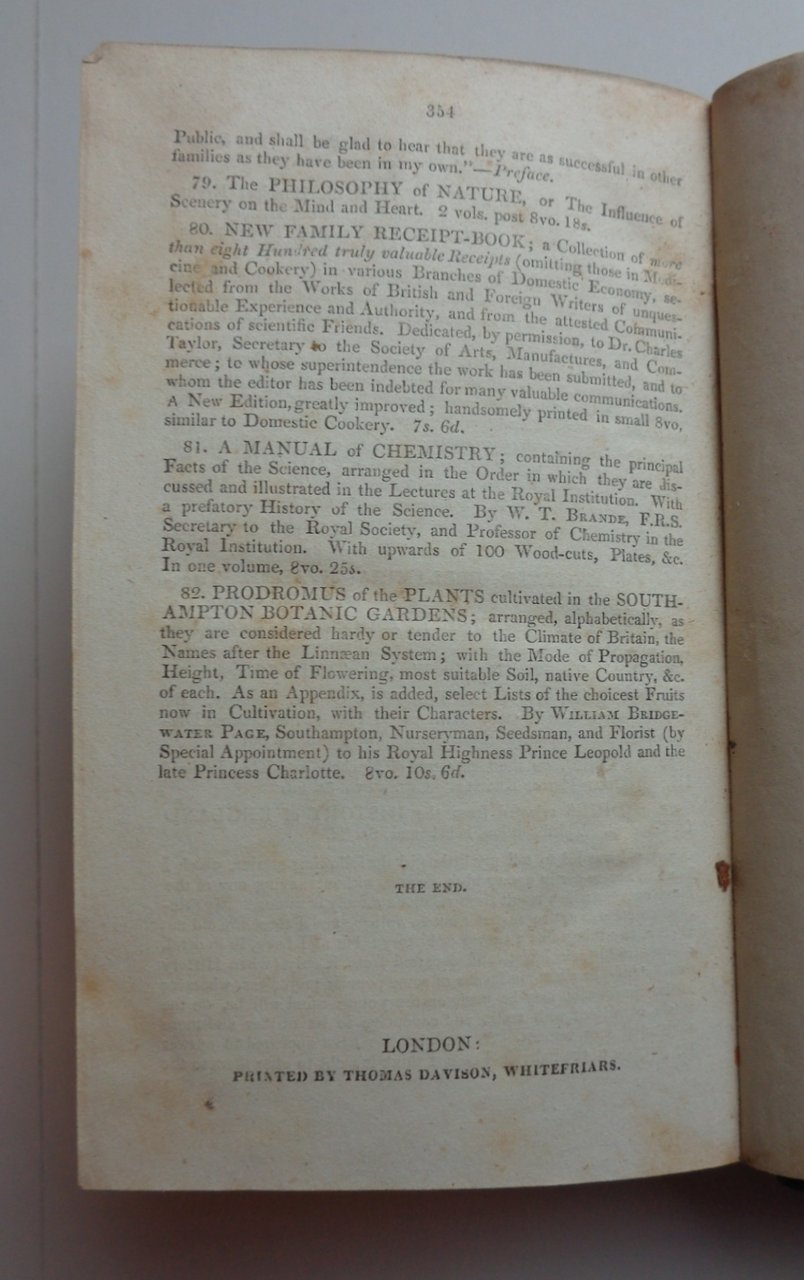 354
Public, and shall be glad to hear that they are as successful in other
families as they have been in my own."—Preface.
79. The PHILOSOPHY of NATURE, or The Influence of
Scenery on the Mind and Heart. 2 vols. post 8vo. 18s.
80. NEW FAMILY RECEIPT-BOOK; a Collection of more
than eight Hundred truly valuable Receipts (omitting those in Medi-
cine and Cookery) in various Branches of Domestic Economy, se-
lected from the Works of British and Foreign Writers of unques-
tionable Experience and Authority, and from the attested Communi-
cations of scientific Friends. Dedicated, by permission, to Dr. Charles
Taylor, Secretary to the Society of Arts, Manufactures, and Com-
merce; to whose superintendence the work has been submitted, and to
whom the editor has been indebted for many valuable communications.
A New Edition, greatly improved; handsomely printed in small 8vo,
similar to Domestic Cookery. 7s. 6d.
81. A MANUAL of CHEMISTRY; containing the principal
Facts of the Science, arranged in the Order in which they are dis-
cussed and illustrated in the Lectures at the Royal Institution. With
a prefatory History of the Science. By W. T. BRANDE, F.R.S.
Secretary to the Royal Society, and Professor of Chemistry in the
Royal Institution. With upwards of 100 Wood-cuts, Plates, &c.
In one volume, 8vo. 25s.
82. PRODROMUS of the PLANTS cultivated in the SOUTH-
AMPTON BOTANIC GARDENS; arranged, alphabetically, as
they are considered hardy or tender to the Climate of Britain, the
Names after the Linnæan System; with the Mode of Propagation,
Height, Time of Flowering, most suitable Soil, native Country, &c.
of each. As an Appendix, is added, select Lists of the choicest Fruits
now in Cultivation, with their Characters. By WILLIAM BRIDGE-
WATER PAGE, Southampton, Nurseryman, Seedsman, and Florist (by
Special Appointment) to his Royal Highness Prince Leopold and the
late Princess Charlotte. 8vo. 10s. 6d.
THE END.
LONDON:
PRINTED BY THOMAS DAVISON, WHITEFRIARS.